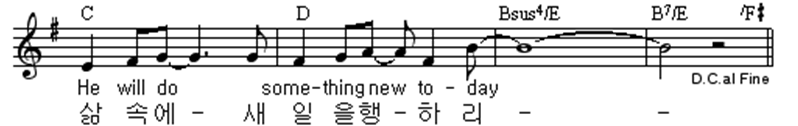 C D Bsus4/E B7/E /F#
He will do some-thing new to - day
D.C.al Fine
삶 속에 - 새 일 을행 - 하 리 - -